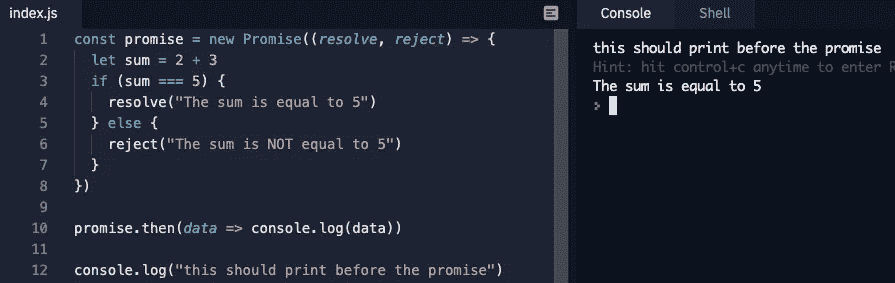 index.js
1 const promise = new Promise((resolve, reject) => {
2 let sum = 2 + 3
3 if (sum === 5) {
4 resolve("The sum is equal to 5")
5 } else {
6 reject("The sum is NOT equal to 5")
7 }
8 })
9
10 promise.then(data => console.log(data))
11
12 console.log("this should print before the promise")
Console Shell
this should print before the promise
Hint: hit control+c anytime to enter R
The sum is equal to 5
>